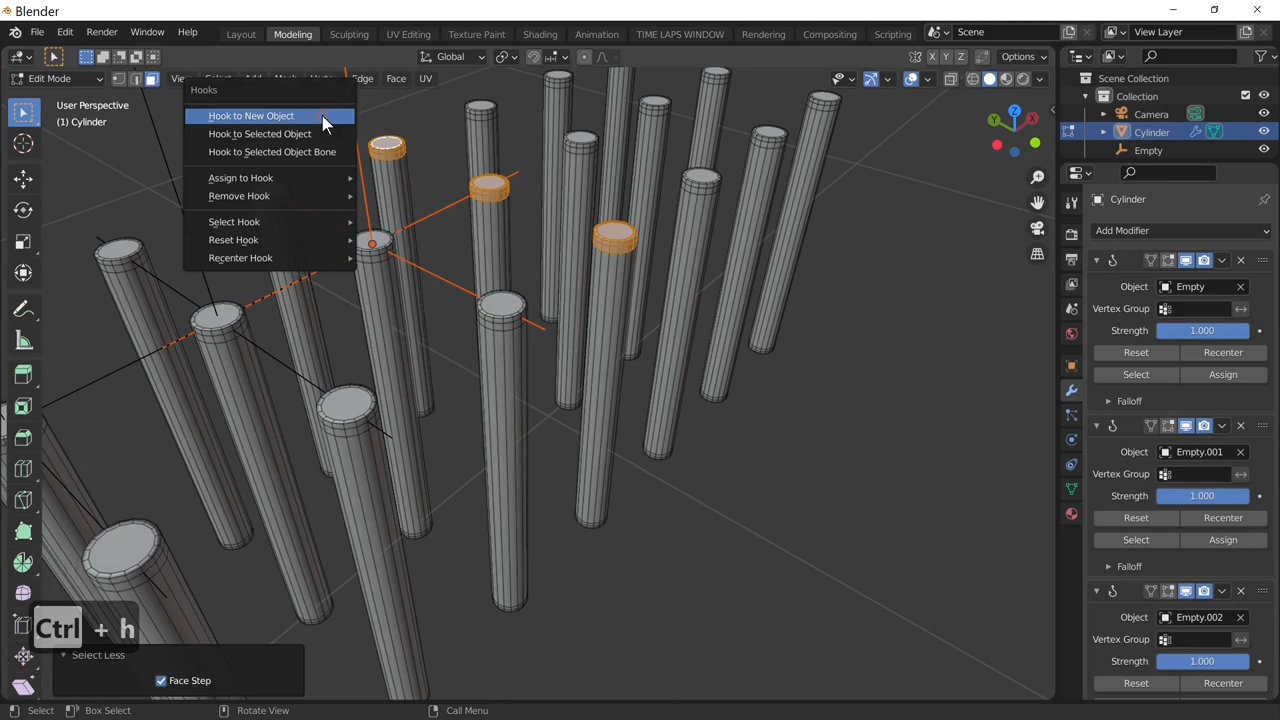 Blender
File Edit Render Window Help
Layout Modeling Sculpting UV Editing Texture Paint Shading Animation TIME LAPS WINDOW Rendering Compositing Scripting
Scene
View Layer
Global
X Y Z
Options
Edit Mode
Edge Face UV
Hooks
Hook to New Object
Hook to Selected Object
Hook to Selected Object Bone
Assign to Hook
Remove Hook
Select Hook
Reset Hook
Recenter Hook
User Perspective
(1) Cylinder
Z
Y
X
Scene Collection
Collection
Camera
Cylinder
Empty
Cylinder
Add Modifier
Object Empty
Vertex Group
Strength 1.000
Reset Recenter
Select Assign
Falloff
Object Empty.001
Vertex Group
Strength 1.000
Reset Recenter
Select Assign
Falloff
Object Empty.002
Vertex Group
Strength 1.000
Reset Recenter
Ctrl + h
Select Less
Face Step
Select Box Select Rotate View Call Menu